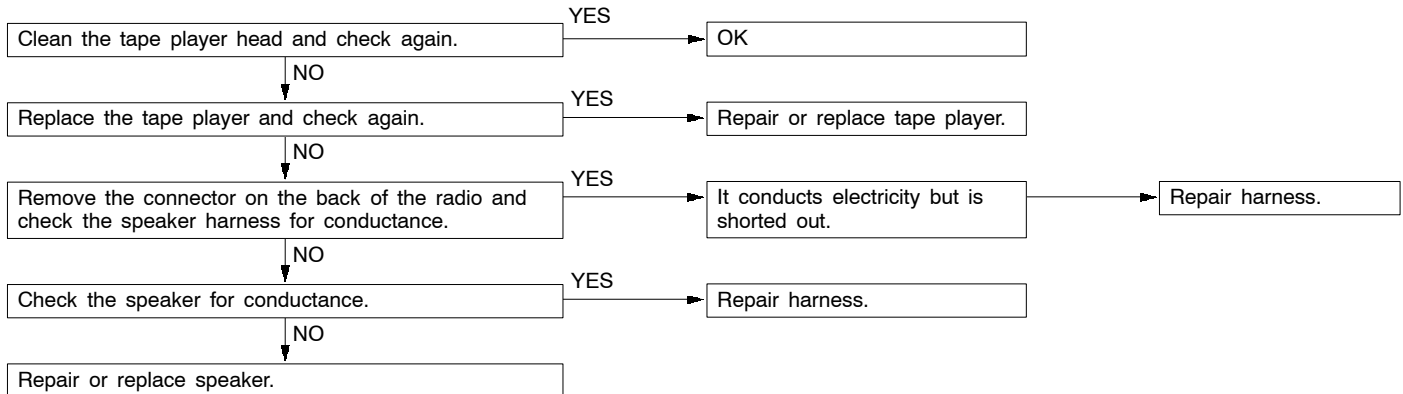 YES
Clean the tape player head and check again.
OK
NO
YES
Replace the tape player and check again.
Repair or replace tape player.
NO
YES
Remove the connector on the back of the radio and
check the speaker harness for conductance.
It conducts electricity but is
shorted out.
Repair harness.
NO
YES
Check the speaker for conductance.
Repair harness.
NO
Repair or replace speaker.